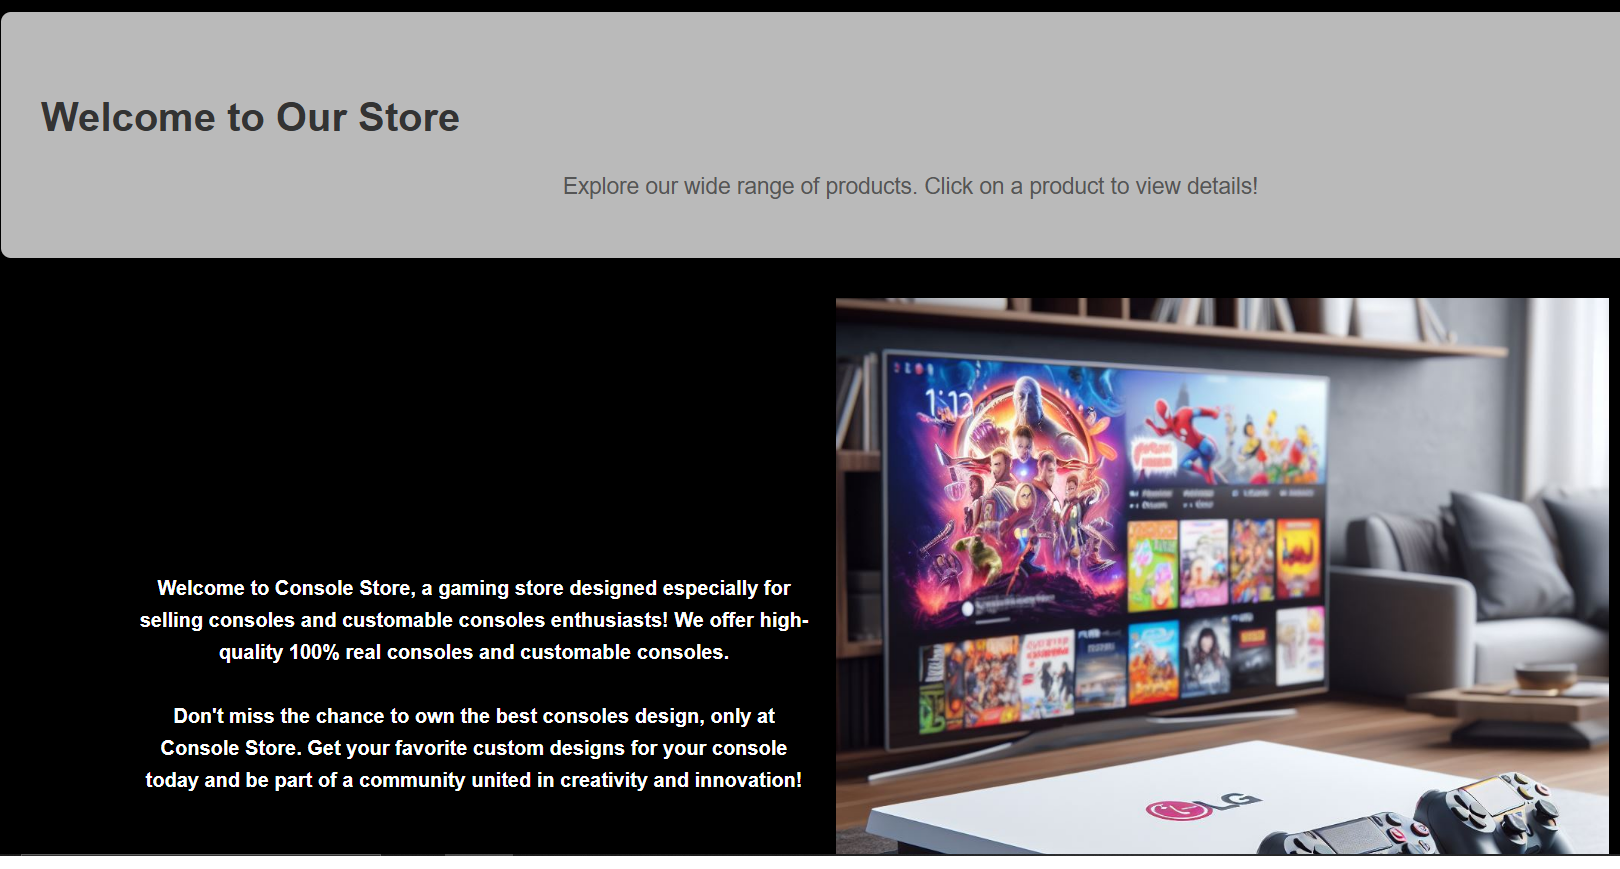 Welcome to Our Store
Explore our wide range of products. Click on a product to view details!
Welcome to Console Store, a gaming store designed especially for
selling consoles and customable consoles enthusiasts! We offer high-
quality 100% real consoles and customable consoles.
Don't miss the chance to own the best consoles design, only at
Console Store. Get your favorite custom designs for your console
today and be part of a community united in creativity and innovation!
LG